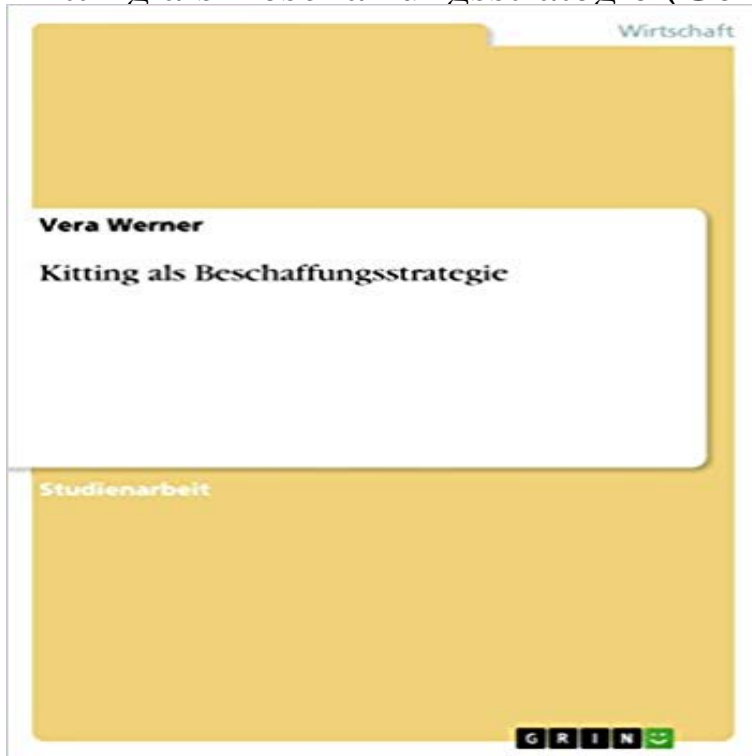 Wirtschaft
Vera Werner
Kitting als Beschaffungsstrategie
Studienarbeit
GRIN